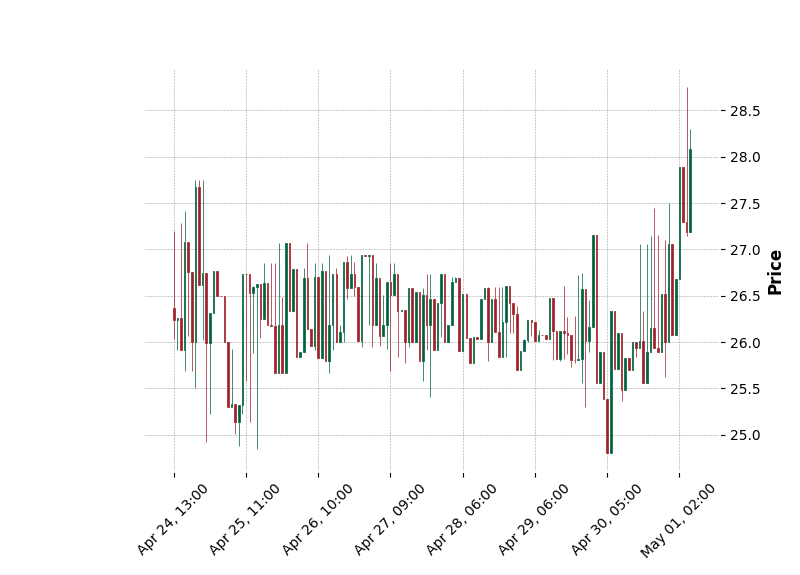 28.5
28.0
27.5
27.0
26.5
26.0
25.5
25.0
Price
Apr 24, 13:00
Apr 25, 11:00
Apr 26, 10:00
Apr 27, 09:00
Apr 28, 06:00
Apr 29, 06:00
Apr 30, 05:00
May 01, 02:00